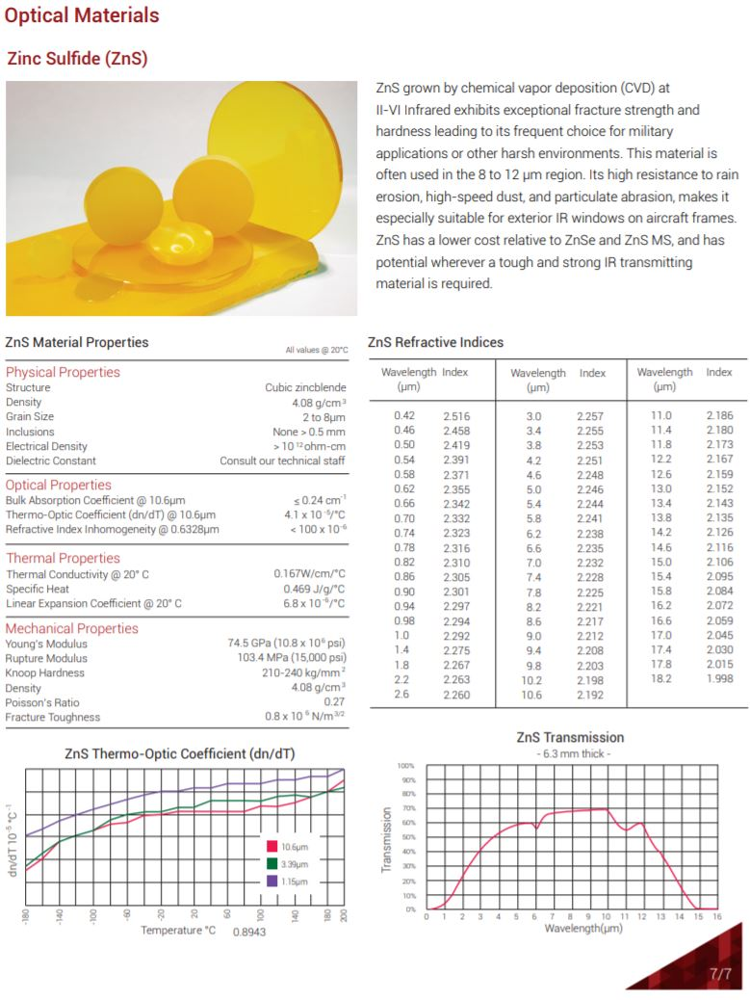 Optical Materials
Zinc Sulfide (ZnS)
ZnS grown by chemical vapor deposition (CVD) at
II-VI Infrared exhibits exceptional fracture strength and
hardness leading to its frequent choice for military
applications or other harsh environments. This material is
often used in the 8 to 12 µm region. Its high resistance to rain
erosion, high-speed dust, and particulate abrasion, makes it
especially suitable for exterior IR windows on aircraft frames.
ZnS has a lower cost relative to ZnSe and ZnS MS, and has
potential wherever a tough and strong IR transmitting
material is required.
ZnS Material Properties
All values @ 20°C
Physical Properties
Structure Cubic zincblende
Density 4.08 g/cm³
Grain Size 2 to 8µm
Inclusions None > 0.5 mm
Electrical Density > 10¹²ohm-cm
Dielectric Constant Consult our technical staff
Optical Properties
Bulk Absorption Coefficient @ 10.6µm ≤ 0.24 cm⁻¹
Thermo-Optic Coefficient (dn/dT) @ 10.6µm 4.1 x 10⁻⁵/°C
Refractive Index Inhomogeneity @ 0.6328µm < 100 x 10⁻⁶
Thermal Properties
Thermal Conductivity @ 20° C 0.167W/cm/°C
Specific Heat 0.469 J/g/°C
Linear Expansion Coefficient @ 20° C 6.8 x 10⁻⁶/°C
Mechanical Properties
Young's Modulus 74.5 GPa (10.8 x 10⁶ psi)
Rupture Modulus 103.4 MPa (15,000 psi)
Knoop Hardness 210-240 kg/mm²
Density 4.08 g/cm³
Poisson's Ratio 0.27
Fracture Toughness 0.8 x 10⁶ N/m³/²
ZnS Refractive Indices
Wavelength Index Wavelength Index Wavelength Index
(µm) (µm) (µm)
0.42 2.516 3.0 2.257 11.0 2.186
0.46 2.458 3.4 2.255 11.4 2.180
0.50 2.419 3.8 2.253 11.8 2.173
0.54 2.391 4.2 2.251 12.2 2.167
0.58 2.371 4.6 2.248 12.6 2.159
0.62 2.355 5.0 2.246 13.0 2.152
0.66 2.342 5.4 2.244 13.4 2.143
0.70 2.332 5.8 2.241 13.8 2.135
0.74 2.323 6.2 2.238 14.2 2.126
0.78 2.316 6.6 2.235 14.6 2.116
0.82 2.310 7.0 2.232 15.0 2.106
0.86 2.305 7.4 2.228 15.4 2.095
0.90 2.301 7.8 2.225 15.8 2.084
0.94 2.297 8.2 2.221 16.2 2.072
0.98 2.294 8.6 2.217 16.6 2.059
1.0 2.292 9.0 2.212 17.0 2.045
1.4 2.275 9.4 2.208 17.4 2.030
1.8 2.267 9.8 2.203 17.8 2.015
2.2 2.263 10.2 2.198 18.2 1.998
2.6 2.260 10.6 2.192
ZnS Thermo-Optic Coefficient (dn/dT)
dn/dT 10⁻⁵ °C⁻¹
10.6µm
3.39µm
1.15µm
-180 -140 -100 -60 -20 20 60 100 140 180 200
Temperature °C 0.8943
ZnS Transmission
- 6.3 mm thick -
Transmission
100%
90%
80%
70%
60%
50%
40%
30%
20%
10%
0%
0 1 2 3 4 5 6 7 8 9 10 11 12 13 14 15 16
Wavelength(µm)
7/7